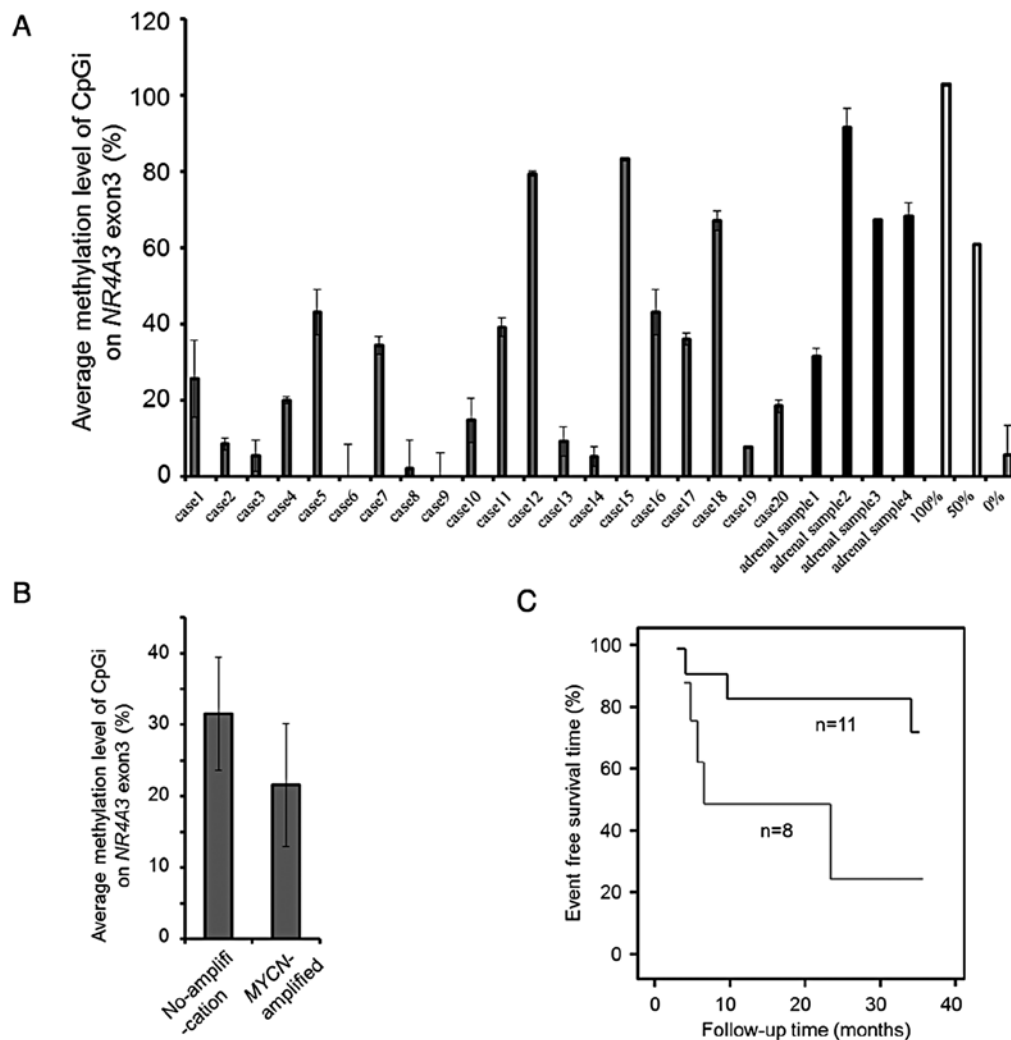 A
Average methylation level of CpGi
on NR4A3 exon3 (%)
120
100
80
60
40
20
0
case1
case2
case3
case4
case5
case6
case7
case8
case9
case10
case11
case12
case13
case14
case15
case16
case17
case18
case19
case20
adrenal sample1
adrenal sample2
adrenal sample3
adrenal sample4
100%
50%
0%
B
Average methylation level of CpGi
on NR4A3 exon3 (%)
40
30
20
10
0
No-amplifi
-cation
MYCN-
amplified
C
Event free survival time (%)
100
80
60
40
20
0
n=11
n=8
0 10 20 30 40
Follow-up time (months)